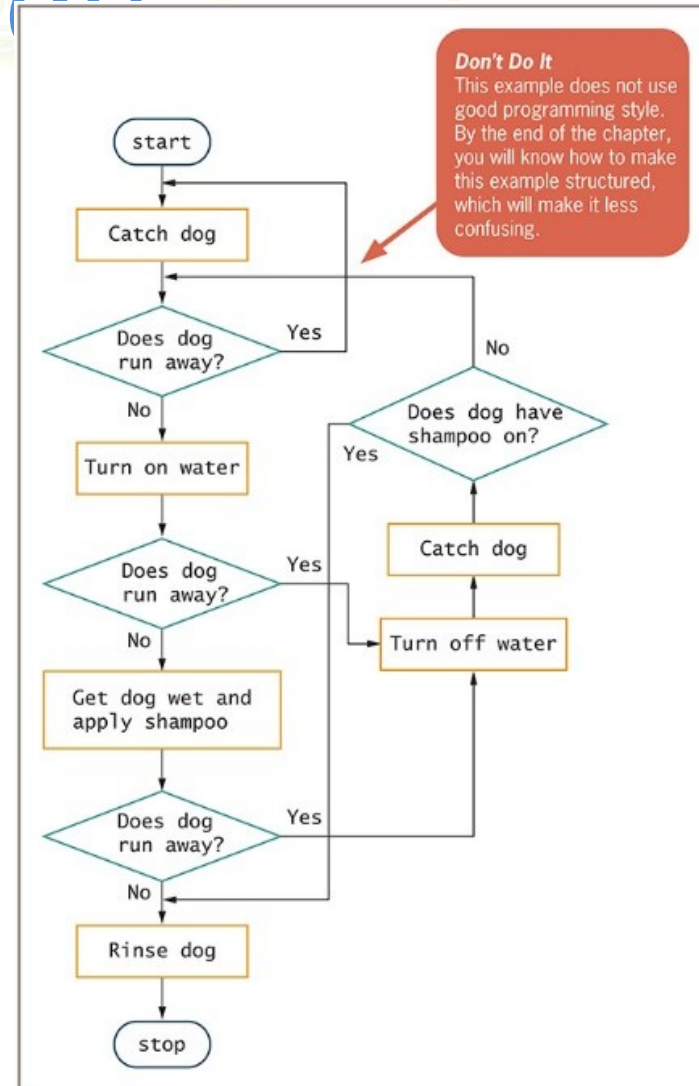 Don't Do It
This example does not use
good programming style.
By the end of the chapter,
you will know how to make
this example structured,
which will make it less
confusing.
start
Catch dog
Does dog
run away?
Yes
No
Turn on water
Does dog
run away?
Yes
No
Get dog wet and
apply shampoo
Does dog
run away?
Yes
No
Rinse dog
stop
No
Does dog have
shampoo on?
Yes
Catch dog
Turn off water